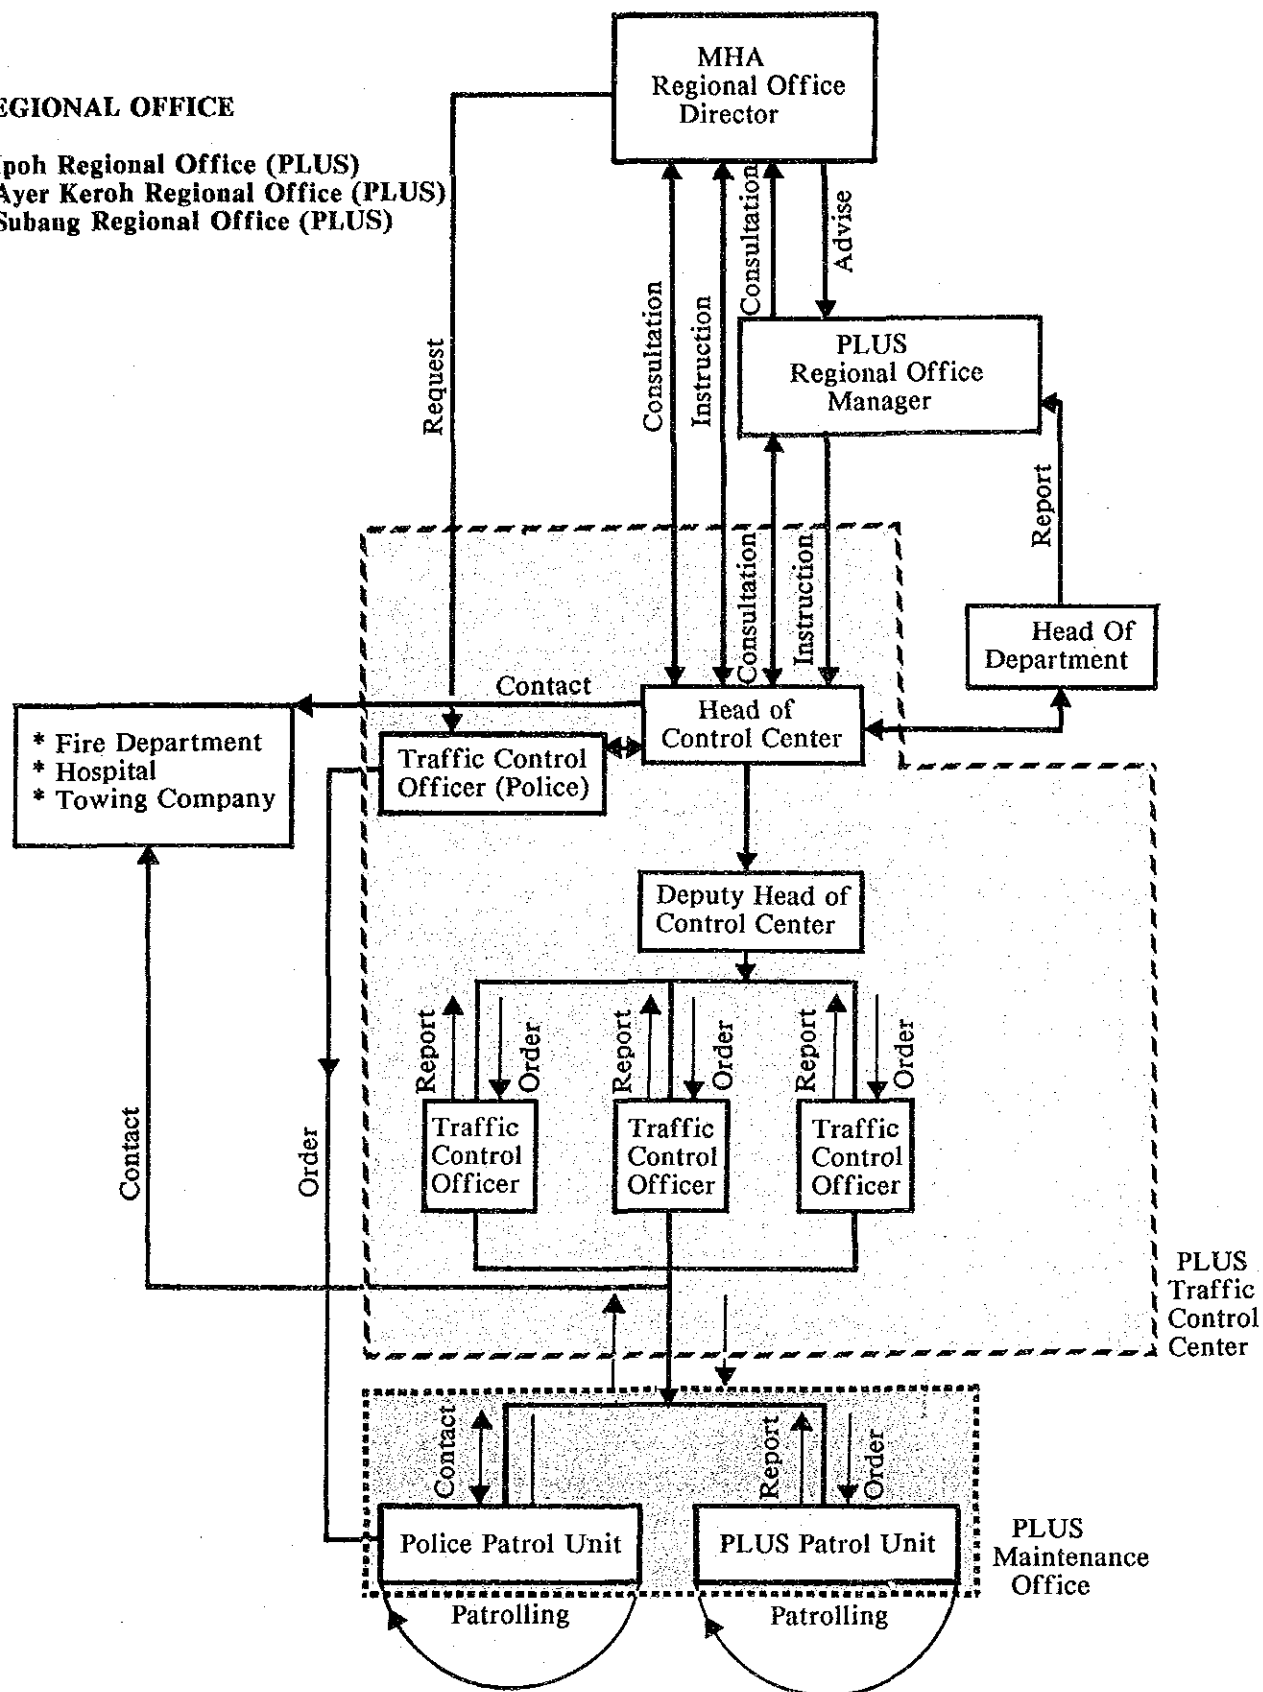 MHA
Regional Office
Director
EGIONAL OFFICE
Ipoh Regional Office (PLUS)
Ayer Keroh Regional Office (PLUS)
Subang Regional Office (PLUS)
Request
Consultation
Instruction
Consultation
Advise
PLUS
Regional Office
Manager
Report
Consultation
Instruction
Head Of
Department
Contact
Head of
Control Center
* Fire Department
* Hospital
* Towing Company
Traffic Control
Officer (Police)
Deputy Head of
Control Center
Report
Order
Report
Order
Report
Order
Traffic
Control
Officer
Traffic
Control
Officer
Traffic
Control
Officer
Contact
Order
PLUS
Traffic
Control
Center
Contact
Report
Order
Police Patrol Unit
PLUS Patrol Unit
PLUS
Maintenance
Office
Patrolling
Patrolling